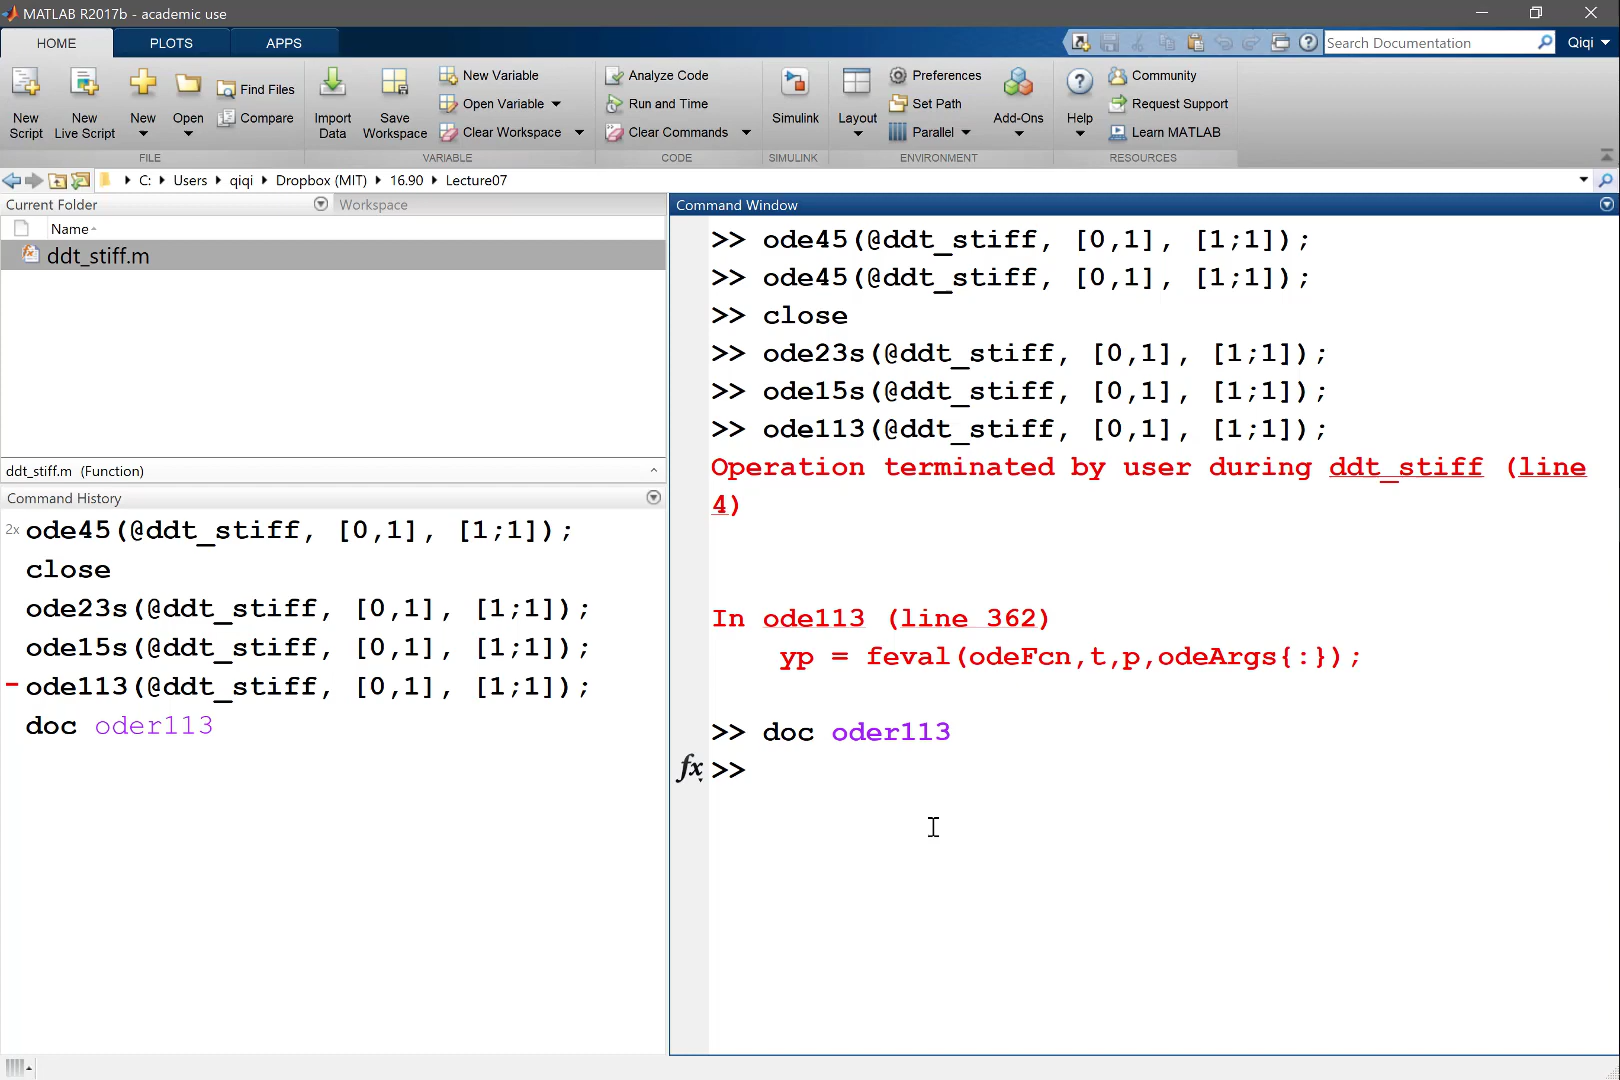 MATLAB R2017b - academic use
HOME
PLOTS
APPS
Search Documentation
Qiqi
New Script
New Live Script
New
Open
Find Files
Compare
Import Data
Save Workspace
New Variable
Open Variable
Clear Workspace
Analyze Code
Run and Time
Clear Commands
Simulink
Layout
Preferences
Set Path
Parallel
Add-Ons
Help
Community
Request Support
Learn MATLAB
FILE
VARIABLE
CODE
SIMULINK
ENVIRONMENT
RESOURCES
C: Users qiqi Dropbox (MIT) 16.90 Lecture07
Current Folder
Workspace
Name
ddt_stiff.m
ddt_stiff.m (Function)
Command History
2x ode45(@ddt_stiff, [0,1], [1;1]);
close
ode23s(@ddt_stiff, [0,1], [1;1]);
ode15s(@ddt_stiff, [0,1], [1;1]);
ode113(@ddt_stiff, [0,1], [1;1]);
doc oder113
Command Window
>> ode45(@ddt_stiff, [0,1], [1;1]);
>> ode45(@ddt_stiff, [0,1], [1;1]);
>> close
>> ode23s(@ddt_stiff, [0,1], [1;1]);
>> ode15s(@ddt_stiff, [0,1], [1;1]);
>> ode113(@ddt_stiff, [0,1], [1;1]);
Operation terminated by user during ddt_stiff (line
4)
In ode113 (line 362)
yp = feval(odeFcn,t,p,odeArgs{:});
>> doc oder113
fx >>